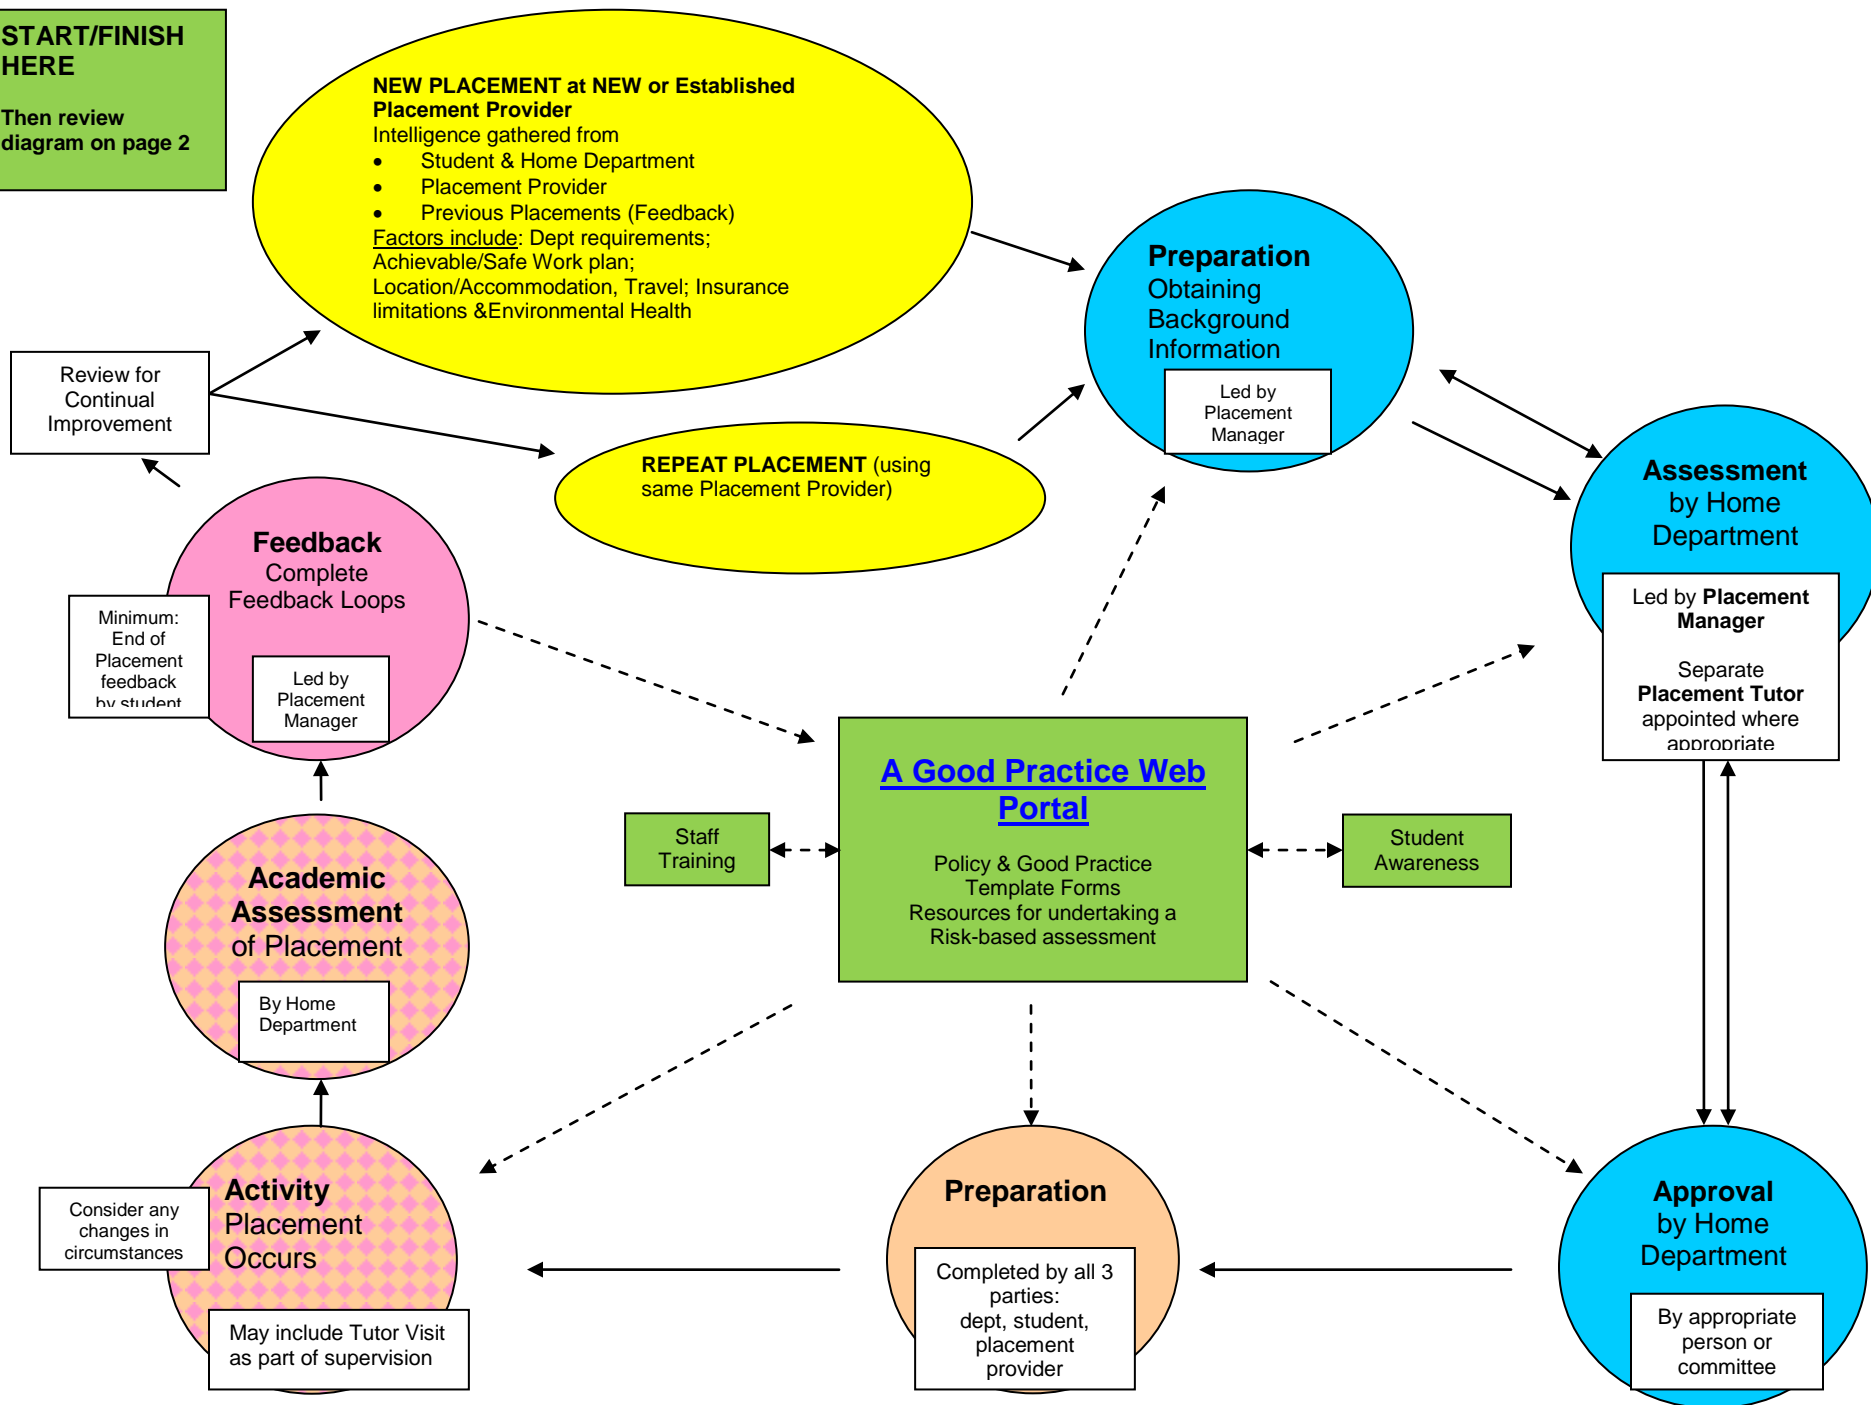 START/FINISH
HERE
Then review
diagram on page 2
NEW PLACEMENT at NEW or Established
Placement Provider
Intelligence gathered from
• Student & Home Department
• Placement Provider
• Previous Placements (Feedback)
Factors include: Dept requirements;
Achievable/Safe Work plan;
Location/Accommodation, Travel; Insurance
limitations &Environmental Health
Preparation
Obtaining
Background
Information
Led by
Placement
Manager
Review for
Continual
Improvement
REPEAT PLACEMENT (using
same Placement Provider)
Assessment
by Home
Department
Led by Placement
Manager
Separate
Placement Tutor
appointed where
appropriate
Feedback
Complete
Feedback Loops
Minimum:
End of
Placement
feedback
by student
Led by
Placement
Manager
A Good Practice Web
Portal
Policy & Good Practice
Template Forms
Resources for undertaking a
Risk-based assessment
Staff
Training
Student
Awareness
Academic
Assessment
of Placement
By Home
Department
Activity
Placement
Occurs
Consider any
changes in
circumstances
May include Tutor Visit
as part of supervision
Preparation
Completed by all 3
parties:
dept, student,
placement
provider
Approval
by Home
Department
By appropriate
person or
committee